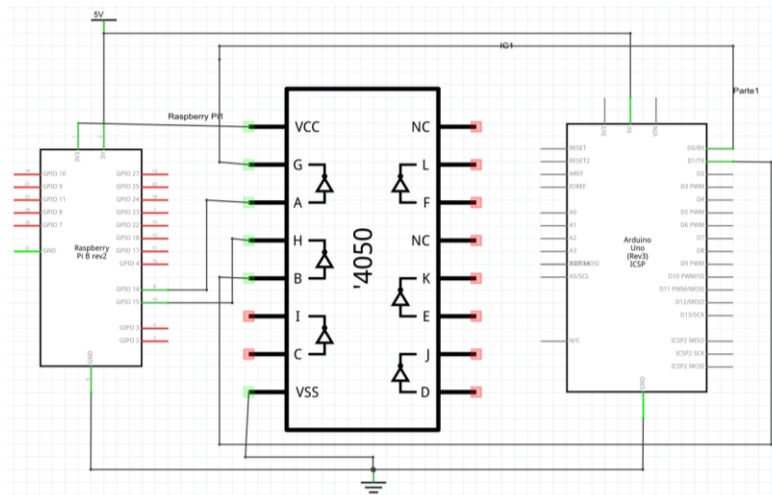 5V
IC1
Raspberry Pi1
Parte1
3V3
5V
GPIO 10
GPIO 9
GPIO 11
GPIO 8
GPIO 7
GND
GPIO 27
GPIO 25
GPIO 24
GPIO 23
GPIO 22
GPIO 18
GPIO 17
GPIO 4
GPIO 14
GPIO 15
GPIO 3
GPIO 2
Raspberry
Pi B rev2
GND
VCC
G
A
H
B
I
C
VSS
'4050
NC
L
F
NC
K
E
J
D
3V3
5V
VIN
RESET
RESET2
AREF
IOREF
A0
A1
A2
A3
A5/SCL
N/C
Arduino
Uno
(Rev3)
ICSP
D0/RX
D1/TX
D2
D3 PWM
D4
D5 PWM
D6 PWM
D7
D8
D9 PWM
D10 PWM/SS
D11 PWM/MOSI
D12/MISO
D13/SCK
ICSP2 MISO
ICSP2 SCK
ICSP2 MOSI
GND